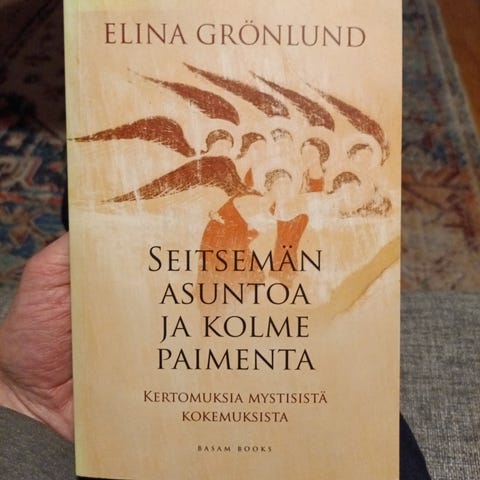 ELINA GRÖNLUND
SEITSEMÄN
ASUNTOA
JA KOLME
PAIMENTA
KERTOMUKSIA MYSTISISTÄ
KOKEMUKSISTA
BASAM BOOKS